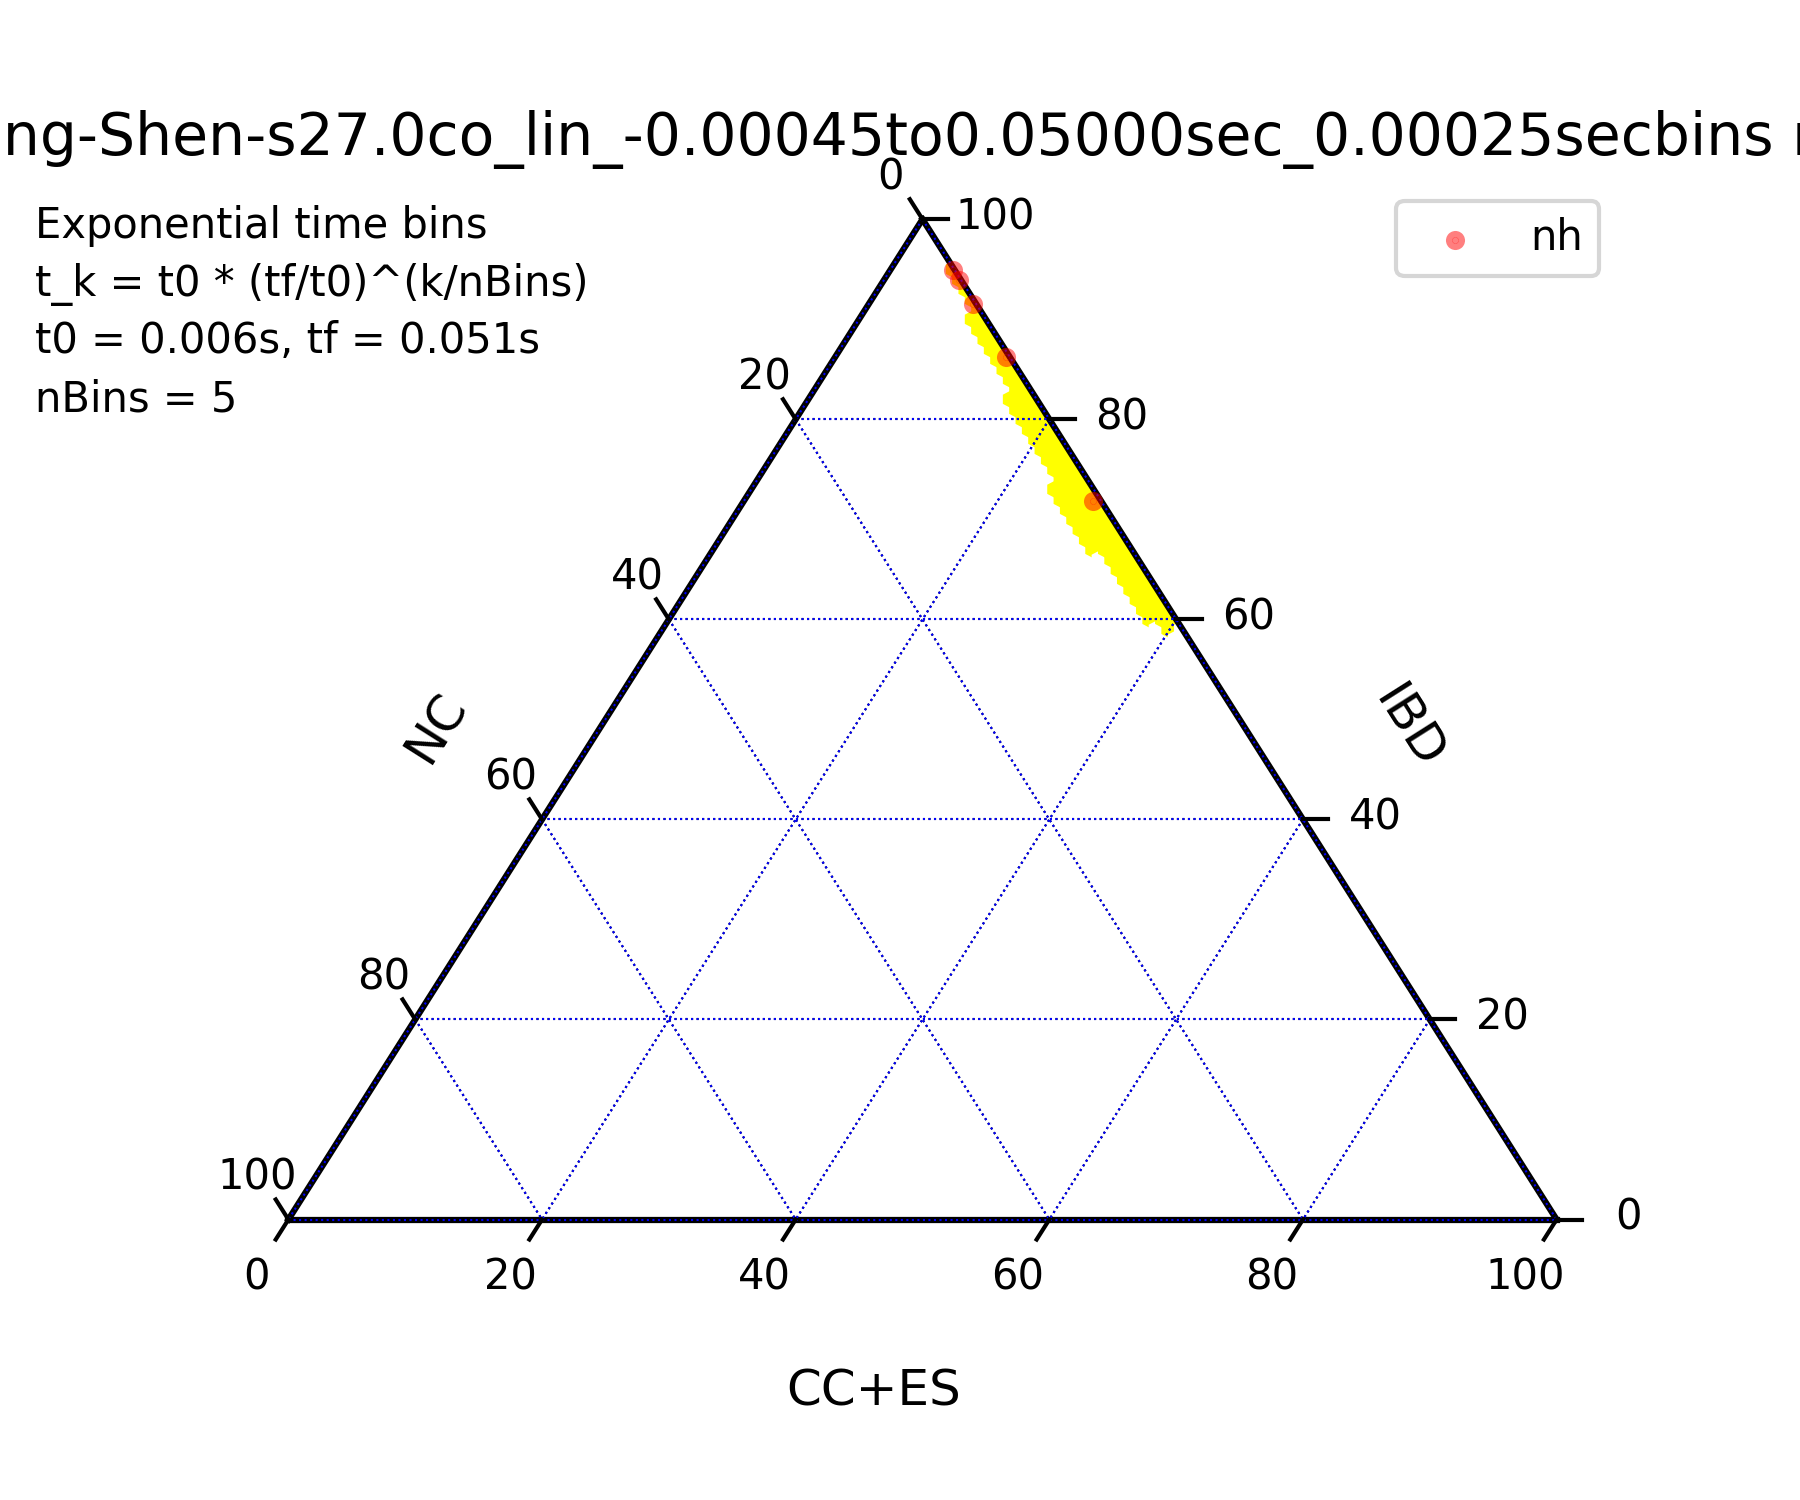 ng-Shen-s27.0co_lin_-0.00045to0.05000sec_0.00025secbins
Exponential time bins
t_k = t0 * (tf/t0)^(k/nBins)
t0 = 0.006s, tf = 0.051s
nBins = 5
nh
0
100
20
80
40
60
NC
IBD
60
40
80
20
100
0
0
20
40
60
80
100
CC+ES